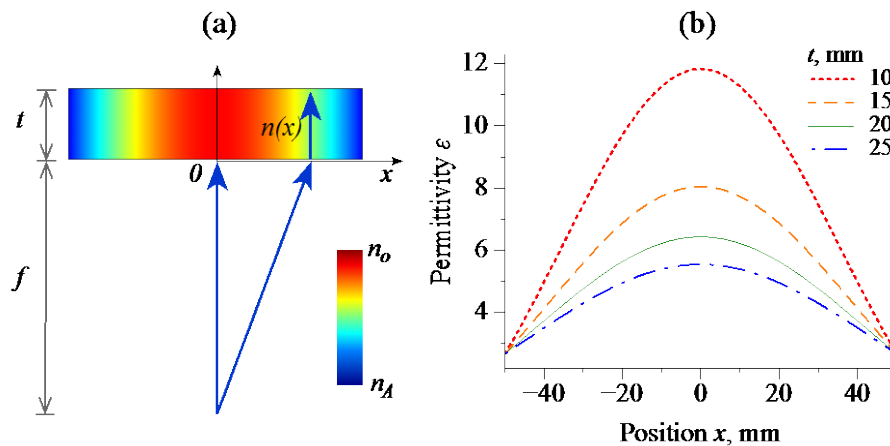 (a)
t
n(x)
0
x
f
n₀
n_A
(b)
Permittivity ε
12
10
8
6
4
t, mm
10
15
20
25
−40
−20
0
20
40
Position x, mm